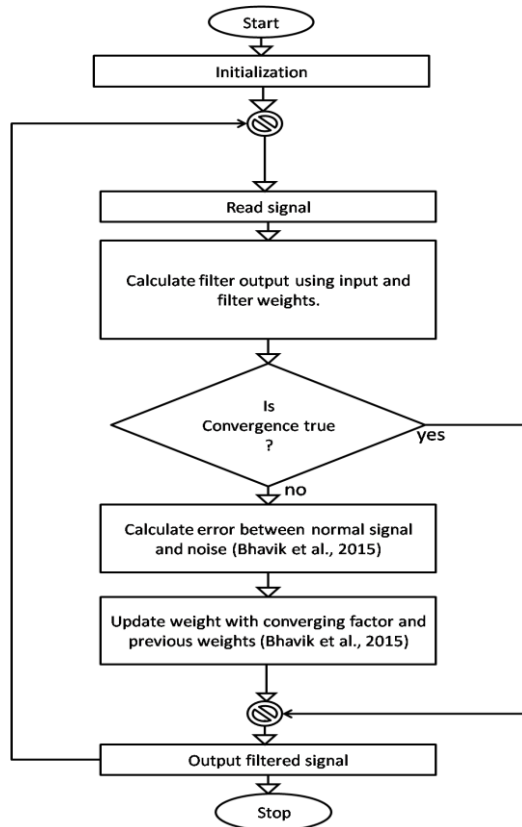 Start
Initialization
Read signal
Calculate filter output using input and
filter weights.
Is
Convergence true
?
yes
no
Calculate error between normal signal
and noise (Bhavik et al., 2015)
Update weight with converging factor and
previous weights (Bhavik et al., 2015)
Output filtered signal
Stop